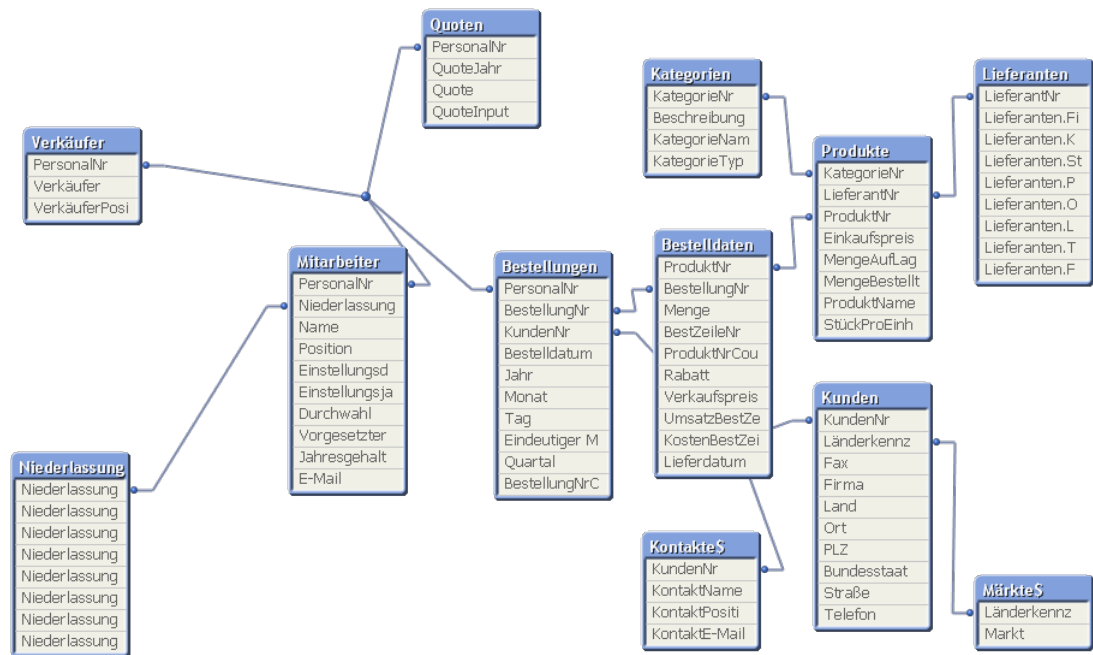 Quoten
PersonalNr
QuoteJahr
Quote
QuoteInput
Kategorien
KategorieNr
Beschreibung
KategorieNam
KategorieTyp
Lieferanten
LieferantNr
Lieferanten.Fi
Lieferanten.K
Lieferanten.St
Lieferanten.P
Lieferanten.O
Lieferanten.L
Lieferanten.T
Lieferanten.F
Verkäufer
PersonalNr
Verkäufer
VerkäuferPosi
Produkte
KategorieNr
LieferantNr
ProduktNr
Einkaufspreis
MengeAufLag
MengeBestellt
ProduktName
StückProEinh
Mitarbeiter
PersonalNr
Niederlassung
Name
Position
Einstellungsd
Einstellungsja
Durchwahl
Vorgesetzter
Jahresgehalt
E-Mail
Bestellungen
PersonalNr
BestellungNr
KundenNr
Bestelldatum
Jahr
Monat
Tag
Eindeutiger M
Quartal
BestellungNrC
Bestelldaten
ProduktNr
BestellungNr
Menge
BestZeileNr
ProduktNrCou
Rabatt
Verkaufspreis
UmsatzBestZe
KostenBestZei
Lieferdatum
Kunden
KundenNr
Länderkennz
Fax
Firma
Land
Ort
PLZ
Bundesstaat
Straße
Telefon
Niederlassung
Niederlassung
Niederlassung
Niederlassung
Niederlassung
Niederlassung
Niederlassung
Niederlassung
Niederlassung
Kontakte$
KundenNr
KontaktName
KontaktPositi
KontaktE-Mail
Märkte$
Länderkennz
Markt